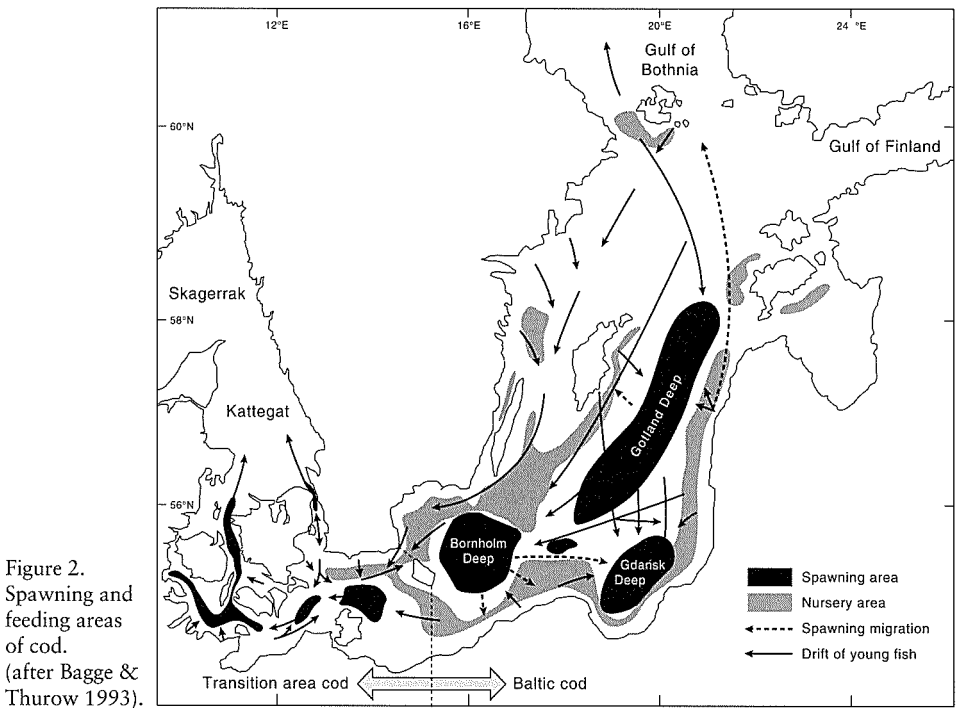 12°E
16°E
20°E
24 °E
Gulf of
Bothnia
60°N
Gulf of Finland
Skagerrak
58°N
Kattegat
Gotland Deep
56°N
Bornholm
Deep
Gdańsk
Deep
Figure 2.
Spawning and
feeding areas
of cod.
(after Bagge &
Thurow 1993).
Spawning area
Nursery area
Spawning migration
Drift of young fish
Transition area cod
Baltic cod